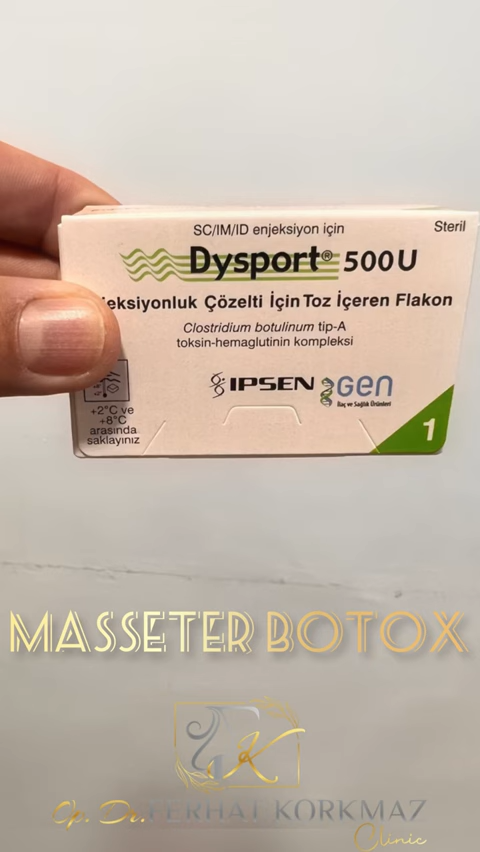 SC/IM/ID enjeksiyon için
Steril
Dysport® 500U
eksiyonluk Çözelti İçin Toz İçeren Flakon
Clostridium botulinum tip-A
toksin-hemaglutinin kompleksi
IPSEN
Gen
İlaç ve Sağlık Ürünleri
+2°C ve
+8°C
arasında
saklayınız
1
MASSETER BOTOX
Op. Dr. FERHAT KORKMAZ
Clinic